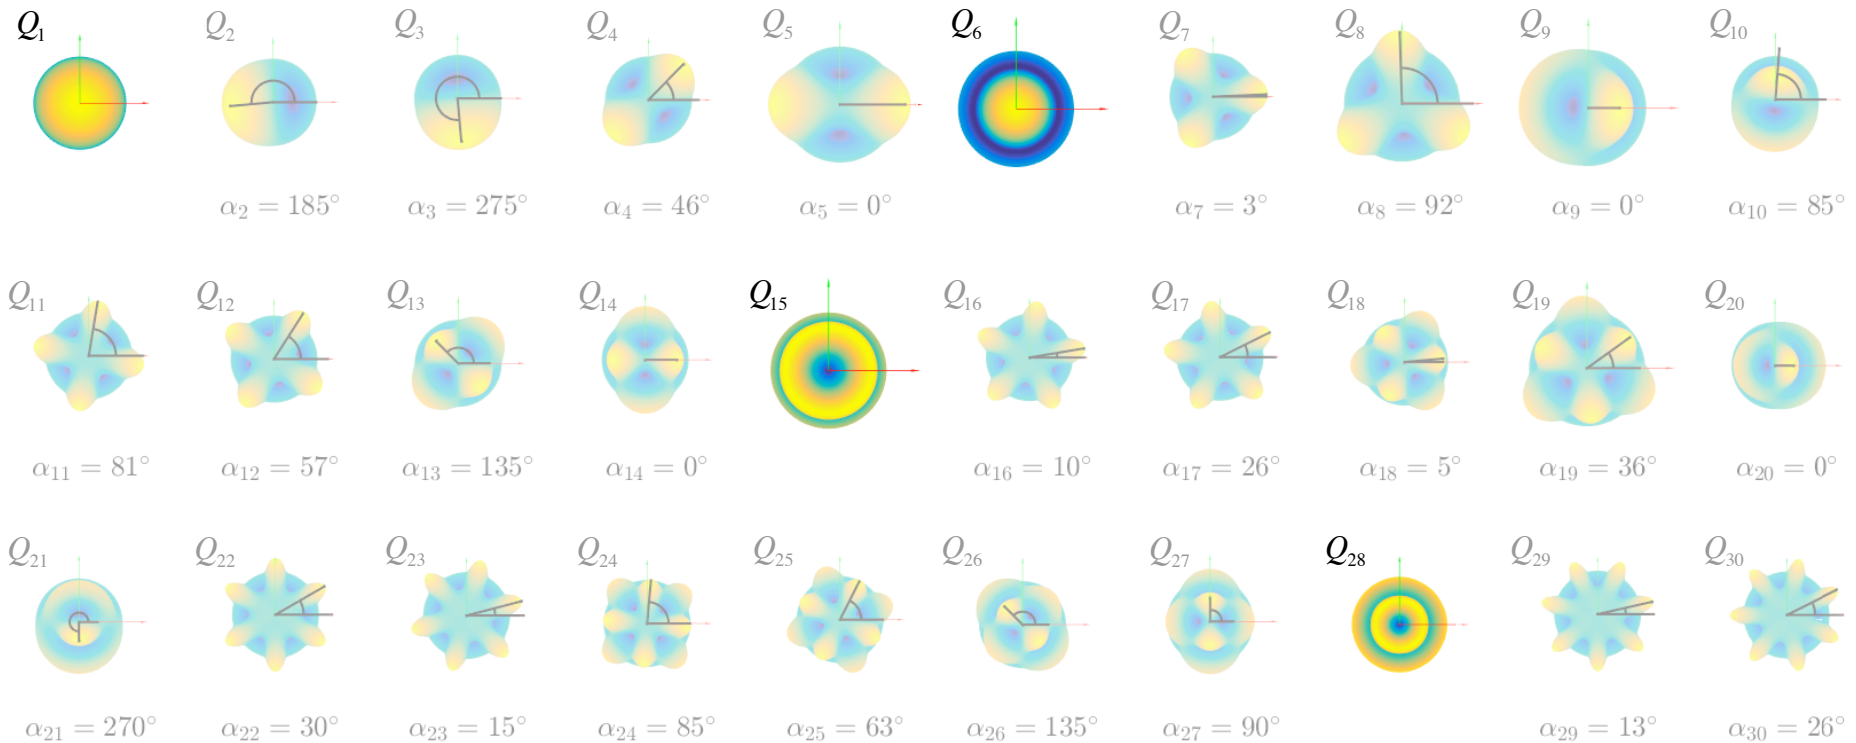 Q₁ Q₂ Q₃ Q₄ Q₅ Q₆ Q₇ Q₈ Q₉ Q₁₀
α₂ = 185° α₃ = 275° α₄ = 46° α₅ = 0° α₇ = 3° α₈ = 92° α₉ = 0° α₁₀ = 85°
Q₁₁ Q₁₂ Q₁₃ Q₁₄ Q₁₅ Q₁₆ Q₁₇ Q₁₈ Q₁₉ Q₂₀
α₁₁ = 81° α₁₂ = 57° α₁₃ = 135° α₁₄ = 0° α₁₆ = 10° α₁₇ = 26° α₁₈ = 5° α₁₉ = 36° α₂₀ = 0°
Q₂₁ Q₂₂ Q₂₃ Q₂₄ Q₂₅ Q₂₆ Q₂₇ Q₂₈ Q₂₉ Q₃₀
α₂₁ = 270° α₂₂ = 30° α₂₃ = 15° α₂₄ = 85° α₂₅ = 63° α₂₆ = 135° α₂₇ = 90° α₂₉ = 13° α₃₀ = 26°